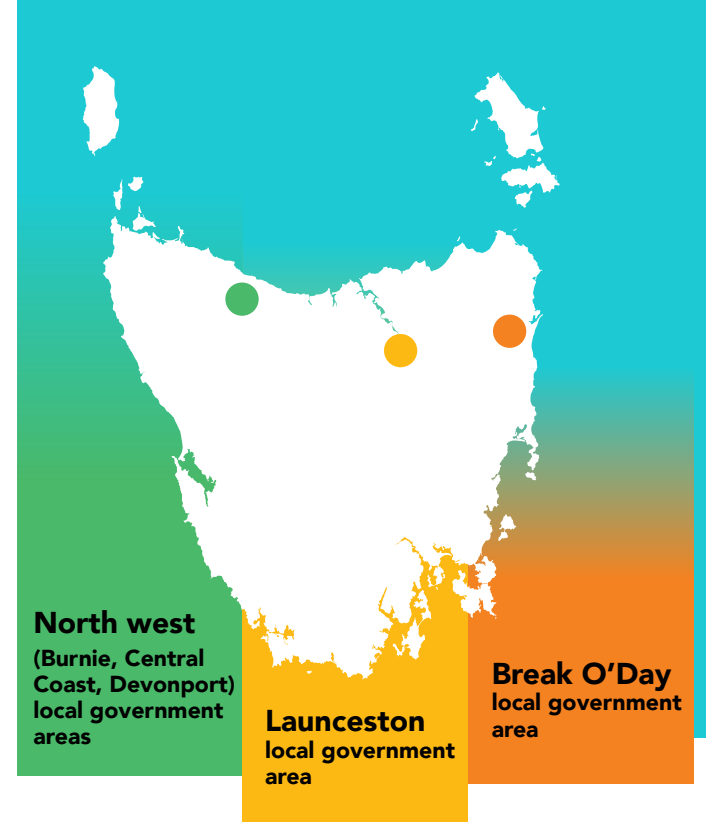 North west
(Burnie, Central
Coast, Devonport)
local government
areas
Launceston
local government
area
Break O’Day
local government
area